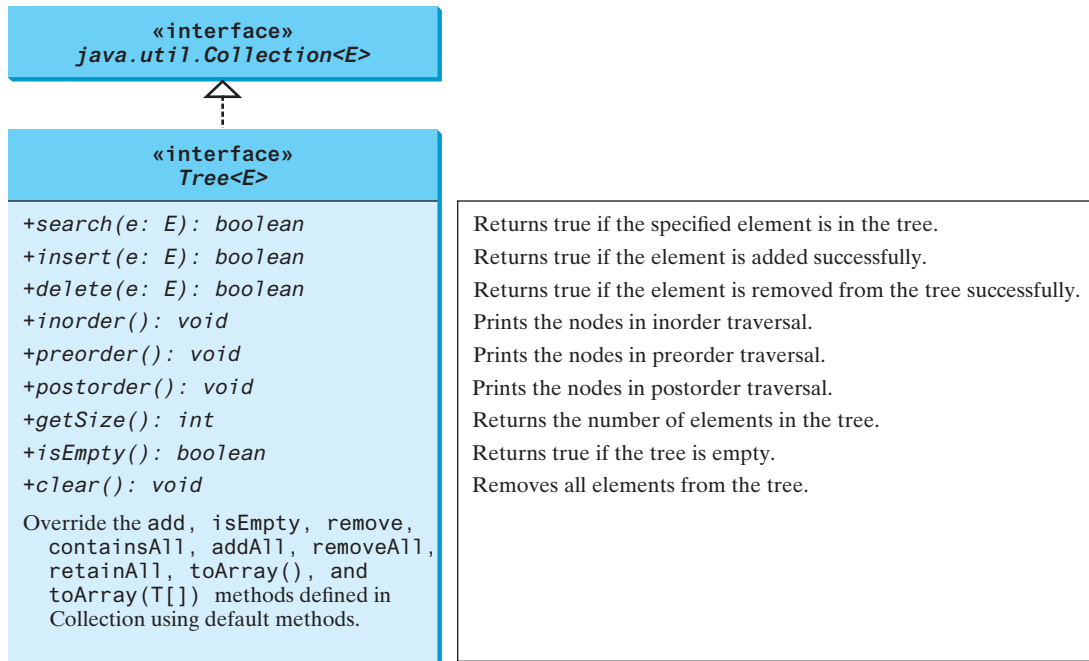 «interface»
java.util.Collection<E>
«interface»
Tree<E>
+search(e: E): boolean
Returns true if the specified element is in the tree.
+insert(e: E): boolean
Returns true if the element is added successfully.
+delete(e: E): boolean
Returns true if the element is removed from the tree successfully.
+inorder(): void
Prints the nodes in inorder traversal.
+preorder(): void
Prints the nodes in preorder traversal.
+postorder(): void
Prints the nodes in postorder traversal.
+getSize(): int
Returns the number of elements in the tree.
+isEmpty(): boolean
Returns true if the tree is empty.
+clear(): void
Removes all elements from the tree.
Override the add, isEmpty, remove,
containsAll, addAll, removeAll,
retainAll, toArray(), and
toArray(T[]) methods defined in
Collection using default methods.